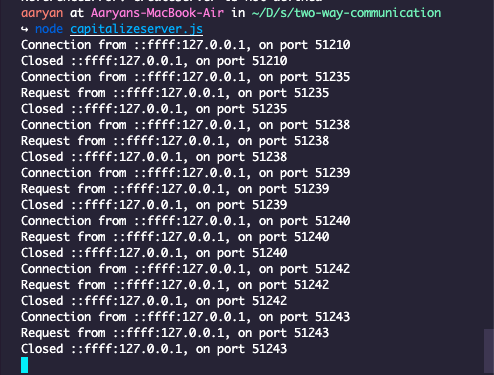 ReferenceError: createServer is not defined
aaryan at Aaryans-MacBook-Air in ~/D/s/two-way-communication
↪ node capitalizeserver.js
Connection from ::ffff:127.0.0.1, on port 51210
Closed ::ffff:127.0.0.1, on port 51210
Connection from ::ffff:127.0.0.1, on port 51235
Request from ::ffff:127.0.0.1, on port 51235
Closed ::ffff:127.0.0.1, on port 51235
Connection from ::ffff:127.0.0.1, on port 51238
Request from ::ffff:127.0.0.1, on port 51238
Closed ::ffff:127.0.0.1, on port 51238
Connection from ::ffff:127.0.0.1, on port 51239
Request from ::ffff:127.0.0.1, on port 51239
Closed ::ffff:127.0.0.1, on port 51239
Connection from ::ffff:127.0.0.1, on port 51240
Request from ::ffff:127.0.0.1, on port 51240
Closed ::ffff:127.0.0.1, on port 51240
Connection from ::ffff:127.0.0.1, on port 51242
Request from ::ffff:127.0.0.1, on port 51242
Closed ::ffff:127.0.0.1, on port 51242
Connection from ::ffff:127.0.0.1, on port 51243
Request from ::ffff:127.0.0.1, on port 51243
Closed ::ffff:127.0.0.1, on port 51243